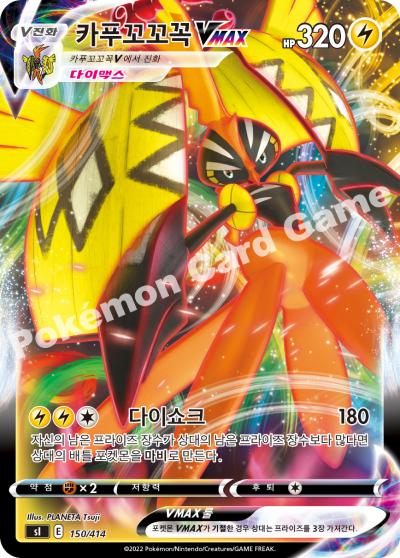 V진화 카푸꼬꼬꼭 VMAX HP 320
카푸꼬꼬꼭V에서 진화
다이맥스
Pokémon Card Game
다이쇼크 180
자신의 남은 프라이즈 장수가 상대의 남은 프라이즈 장수보다 많다면
상대의 배틀 포켓몬을 마비로 만든다.
약점 ×2 저항력 후퇴
Illus. PLANETA Tsuji
VMAX 룰
sI E 150/414
포켓몬 VMAX가 기절한 경우 상대는 프라이즈를 3장 가져간다.
©2022 Pokémon/Nintendo/Creatures/GAME FREAK.